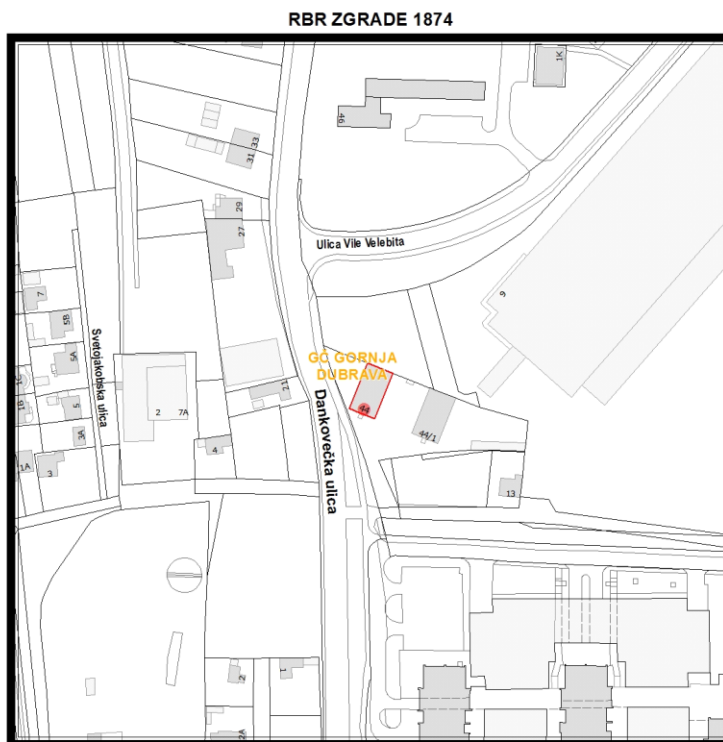 RBR ZGRADE 1874
1K
46
33
31
29
27
Ulica Vile Velebita
9
7
5B
5A
Svetojakobska ulica
1C
1B
5
3A
1A
3
2 7A
21
4
GČ GORNJA
DUBRAVA
Dankovečka ulica
44
44/1
13
2
1
2A